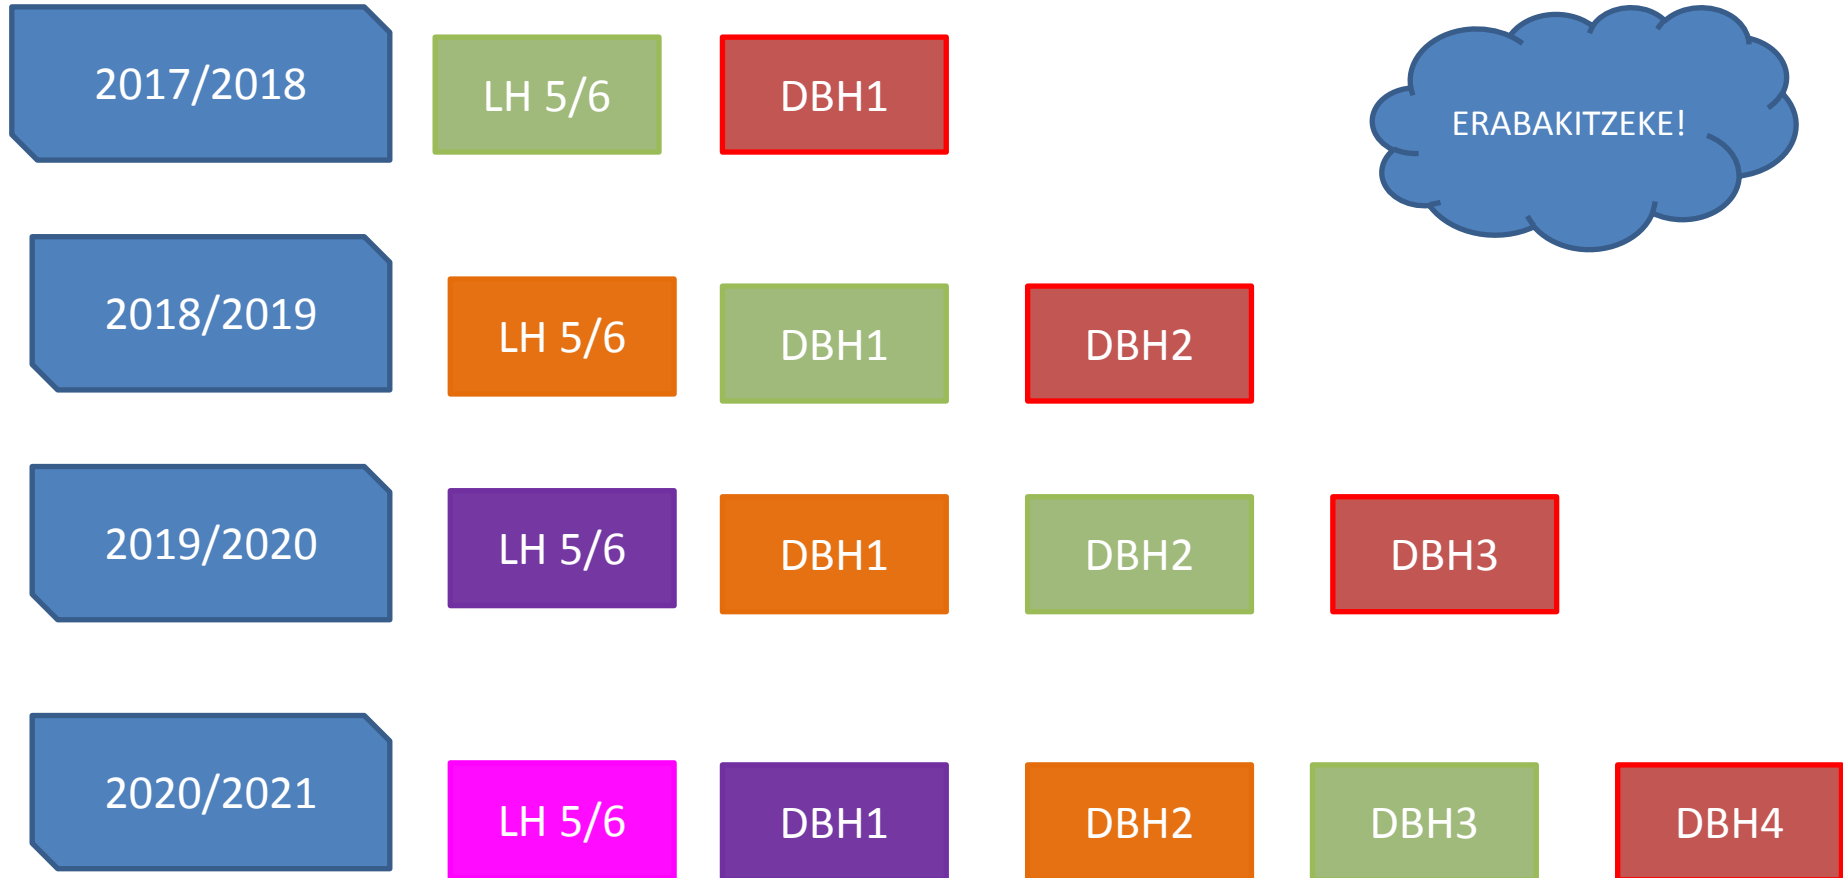 2017/2018
LH 5/6
DBH1
ERABAKITZEKE!
2018/2019
LH 5/6
DBH1
DBH2
2019/2020
LH 5/6
DBH1
DBH2
DBH3
2020/2021
LH 5/6
DBH1
DBH2
DBH3
DBH4